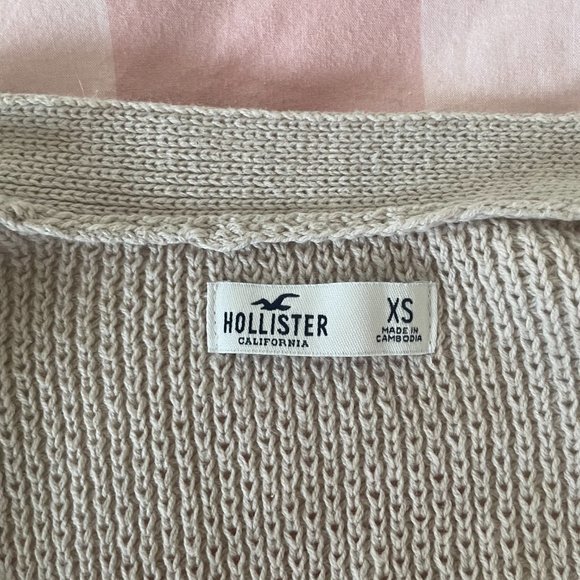 HOLLISTER
CALIFORNIA
XS
MADE IN
CAMBODIA